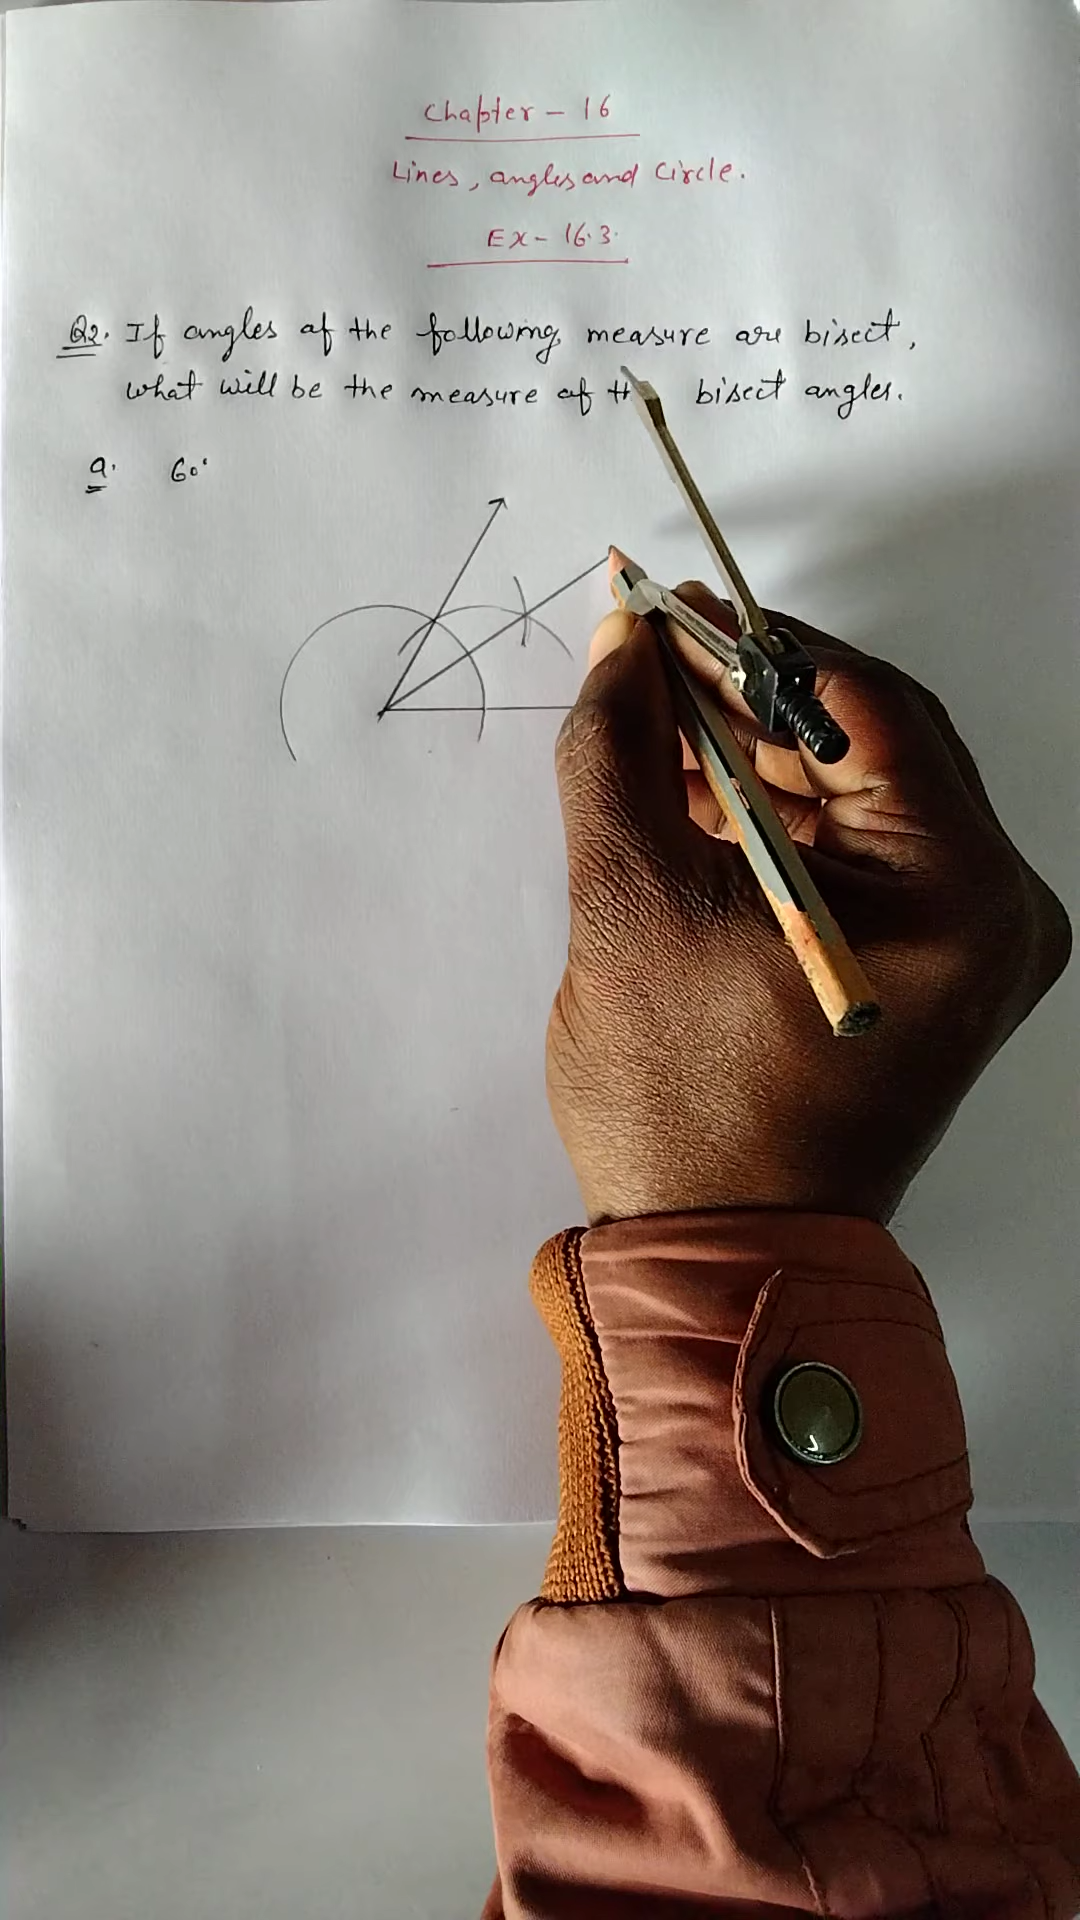 Chapter - 16
Lines, angles and Circle.
Ex - 16.3.
Q2. If angles of the following measure are bisect,
what will be the measure of th bisect angles.
a. 60°